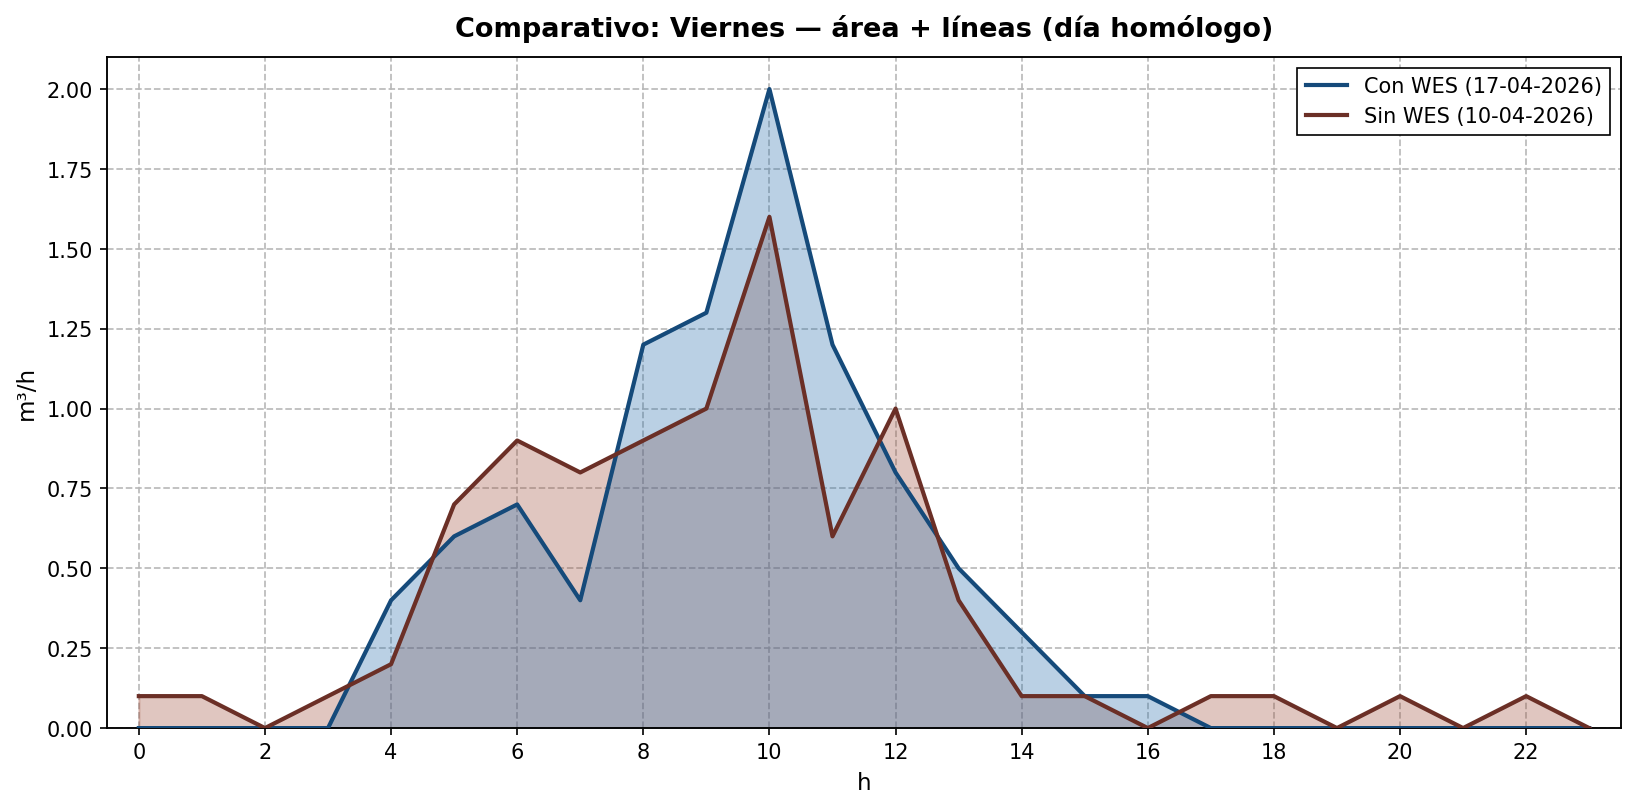 Comparativo: Viernes — área + líneas (día homólogo)
Con WES (17-04-2026)
Sin WES (10-04-2026)
2.00
1.75
1.50
1.25
1.00
0.75
0.50
0.25
0.00
m³/h
0 2 4 6 8 10 12 14 16 18 20 22
h